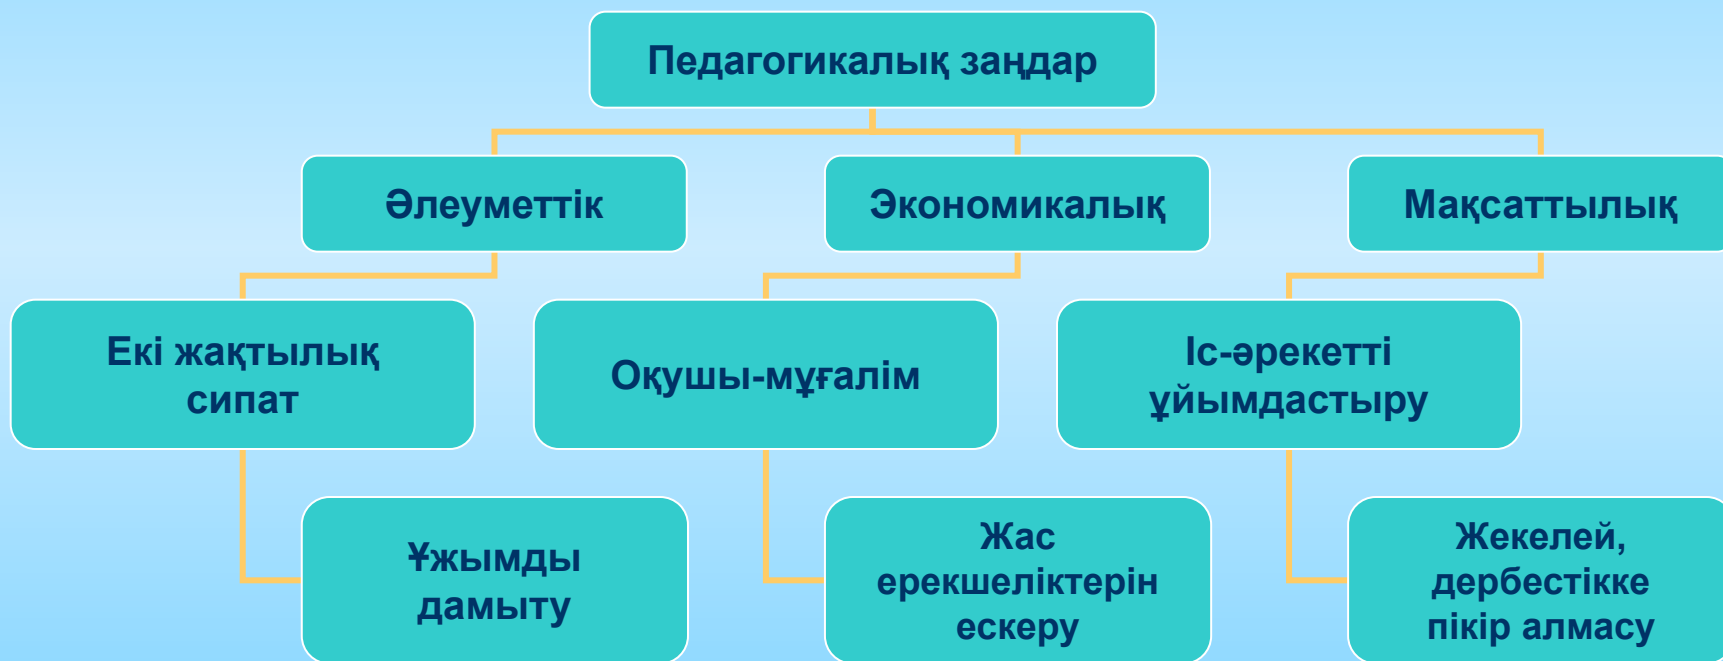 Педагогикалық заңдар
Әлеуметтік
Экономикалық
Мақсаттылық
Екі жақтылық
сипат
Оқушы-мұғалім
Іс-әрекетті
ұйымдастыру
Ұжымды
дамыту
Жас
ерекшеліктерін
ескеру
Жекелей,
дербестікке
пікір алмасу